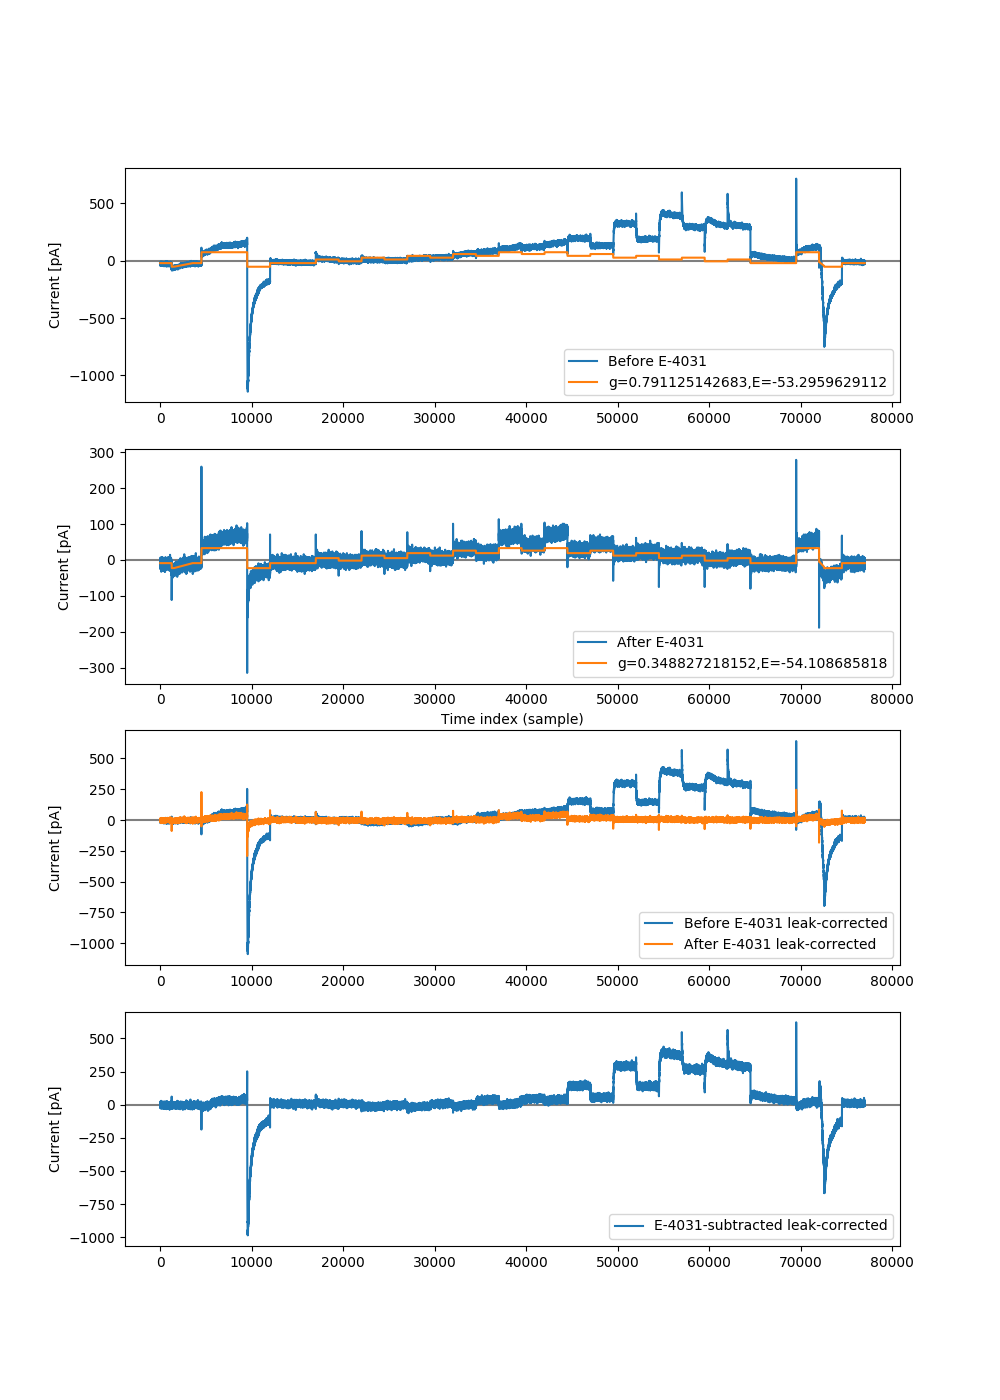 500
0
−500
−1000
Current [pA]
Before E-4031
g=0.791125142683,E=-53.2959629112
0 10000 20000 30000 40000 50000 60000 70000 80000
300
200
100
0
−100
−200
−300
Current [pA]
After E-4031
g=0.348827218152,E=-54.108685818
0 10000 20000 30000 40000 50000 60000 70000 80000
Time index (sample)
500
250
0
−250
−500
−750
−1000
Current [pA]
Before E-4031 leak-corrected
After E-4031 leak-corrected
0 10000 20000 30000 40000 50000 60000 70000 80000
500
250
0
−250
−500
−750
−1000
Current [pA]
E-4031-subtracted leak-corrected
0 10000 20000 30000 40000 50000 60000 70000 80000